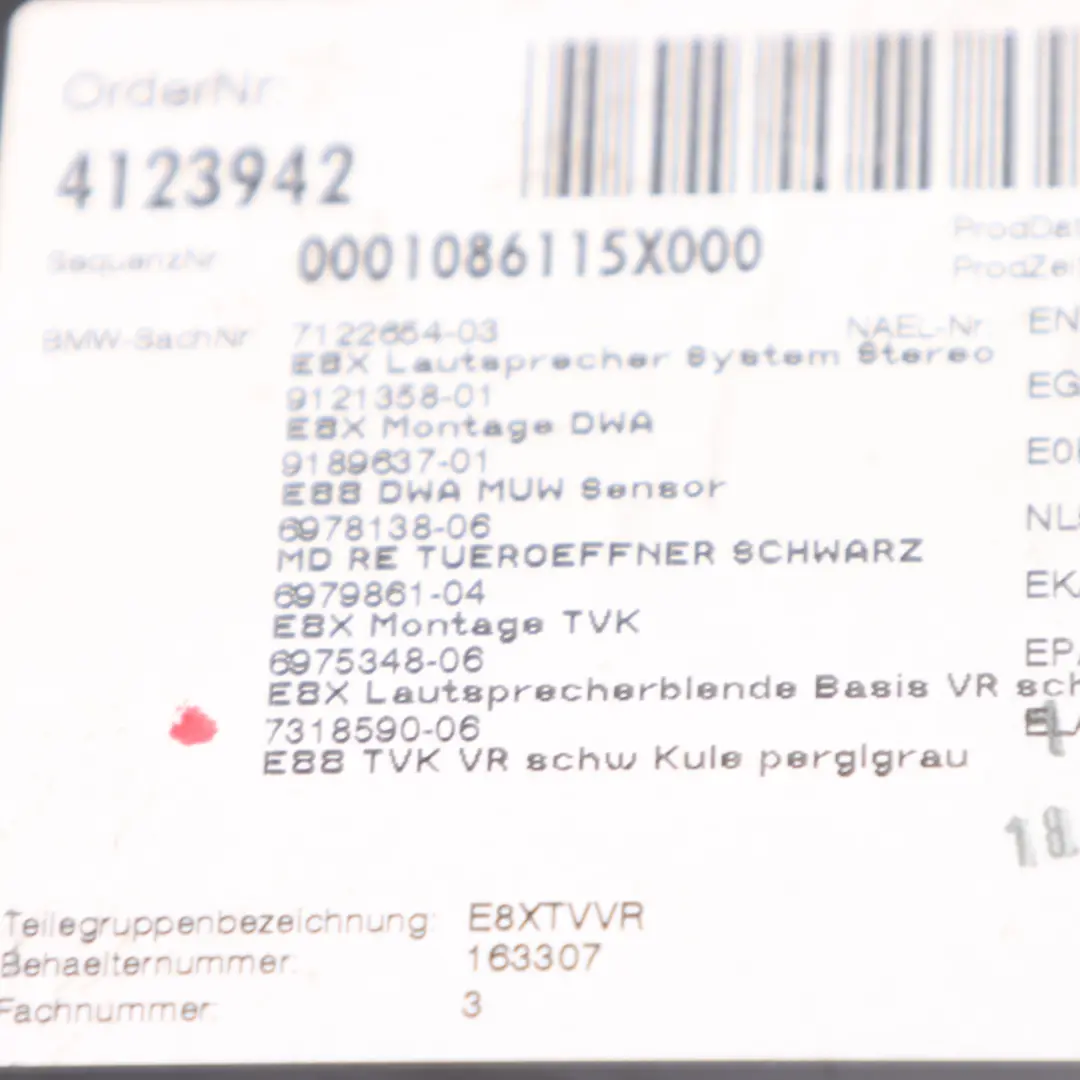 OrderNr:
4123942
SequenzNr 0001086115X000
ProdDat
ProdZeit
BMW-SachNr 7122654-03 NAEL-Nr EN
E8X Lautsprecher System Stereo
9121358-01 EG
E8X Montage DWA
9189637-01 E0
E88 DWA MUW Sensor
6978138-06 NL
MD RE TUEROEFFNER SCHWARZ
6979861-04 EK
E8X Montage TVK
6975348-06 EP
E8X Lautsprecherblende Basis VR sch
7318590-06
E88 TVK VR schw Kule perglgrau
18.
Teilegruppenbezeichnung: E8XTVVR
Behaelternummer: 163307
Fachnummer: 3